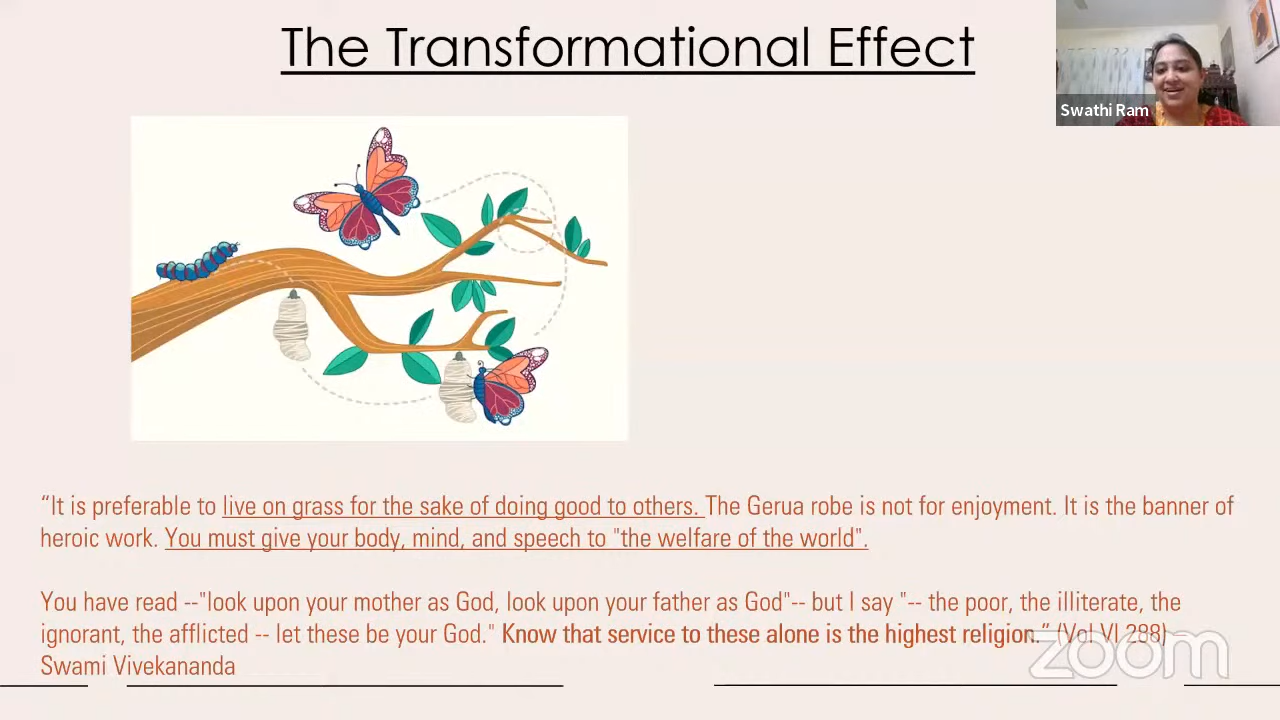 The Transformational Effect
Swathi Ram
“It is preferable to live on grass for the sake of doing good to others. The Gerua robe is not for enjoyment. It is the banner of
heroic work. You must give your body, mind, and speech to "the welfare of the world".
You have read --"look upon your mother as God, look upon your father as God"-- but I say "-- the poor, the illiterate, the
ignorant, the afflicted -- let these be your God." Know that service to these alone is the highest religion.” (Vol VI 288)
Swami Vivekananda
zoom